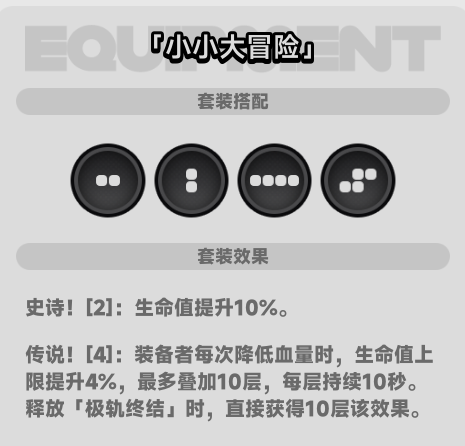 EQUIPMENT
「小小大冒险」
套装搭配
套装效果
史诗！[2]：生命值提升10%。
传说！[4]：装备者每次降低血量时，生命值上
限提升4%，最多叠加10层，每层持续10秒。
释放「极轨终结」时，直接获得10层该效果。